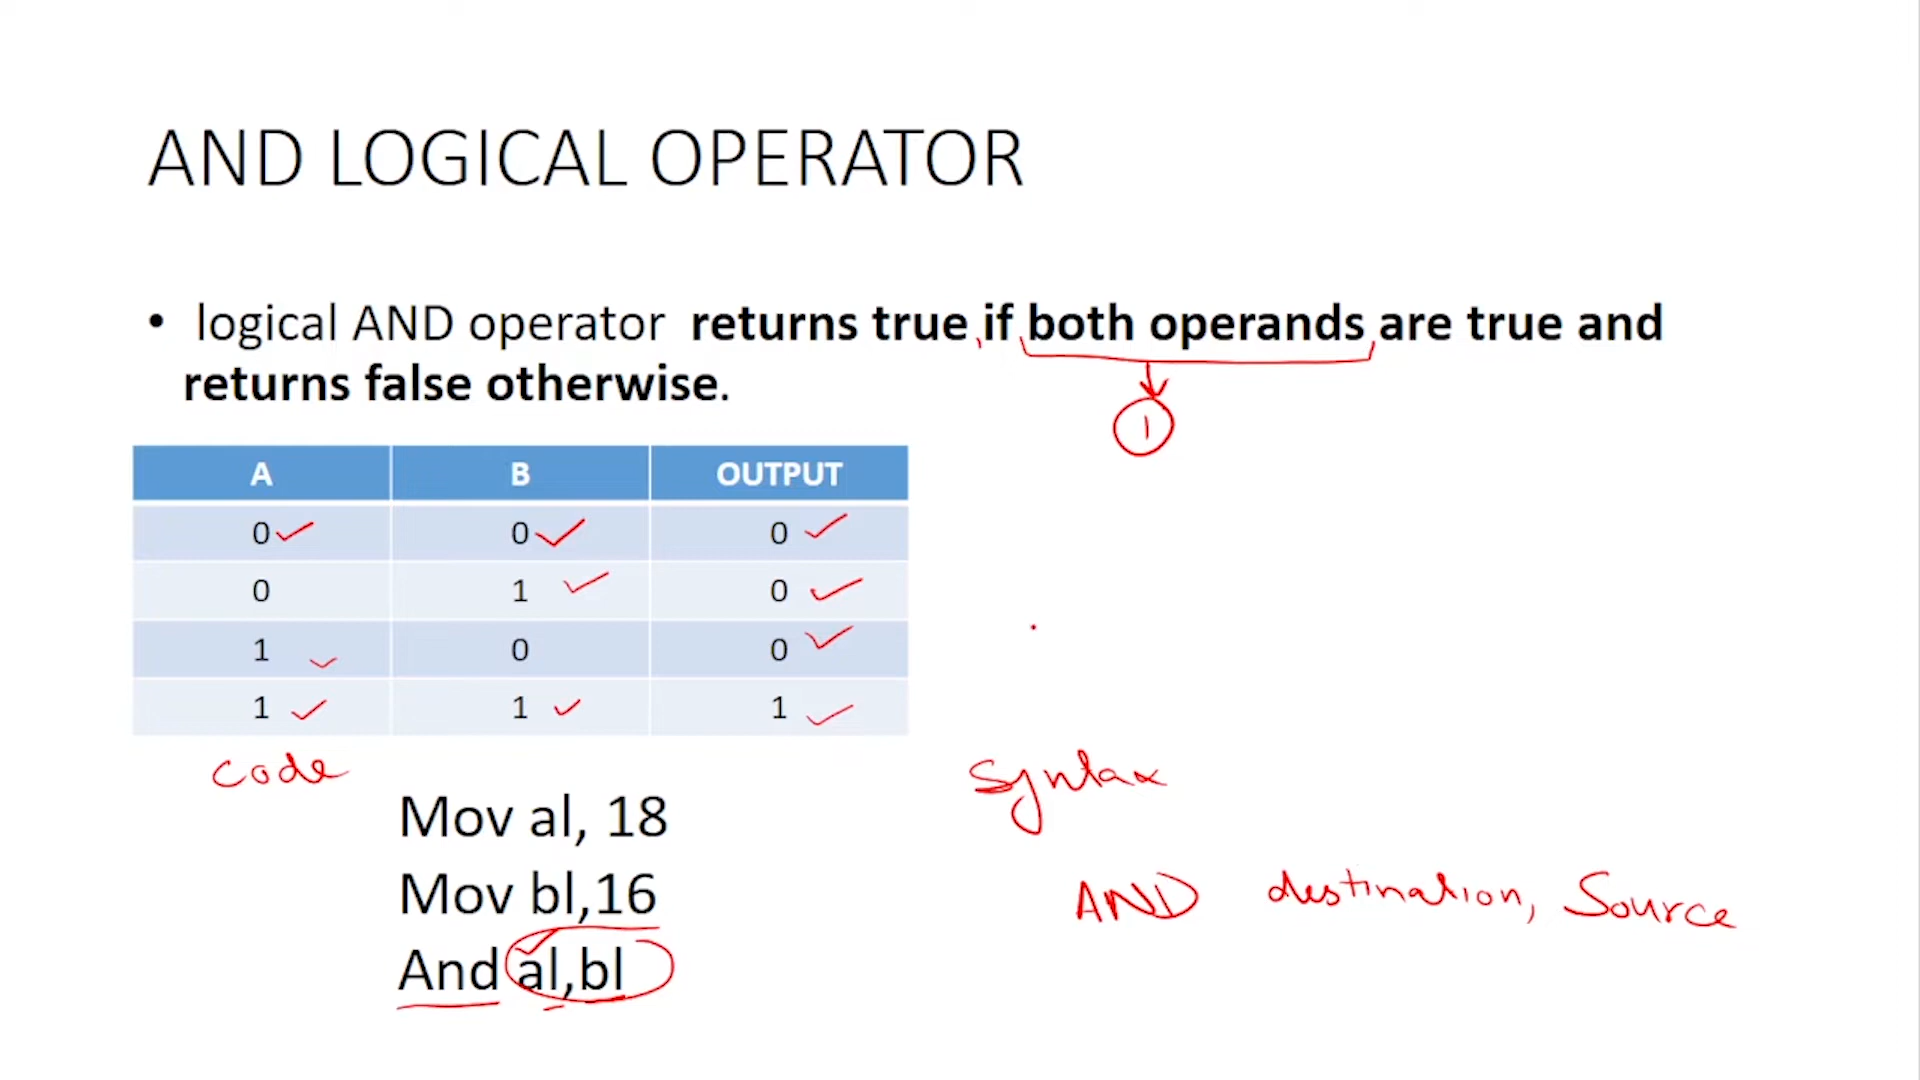 AND LOGICAL OPERATOR
• logical AND operator returns true if both operands are true and
returns false otherwise.
1
A B OUTPUT
0 0 0
0 1 0
1 0 0
1 1 1
code
Mov al, 18
Mov bl,16
And al,bl
Syntax
AND destination, Source